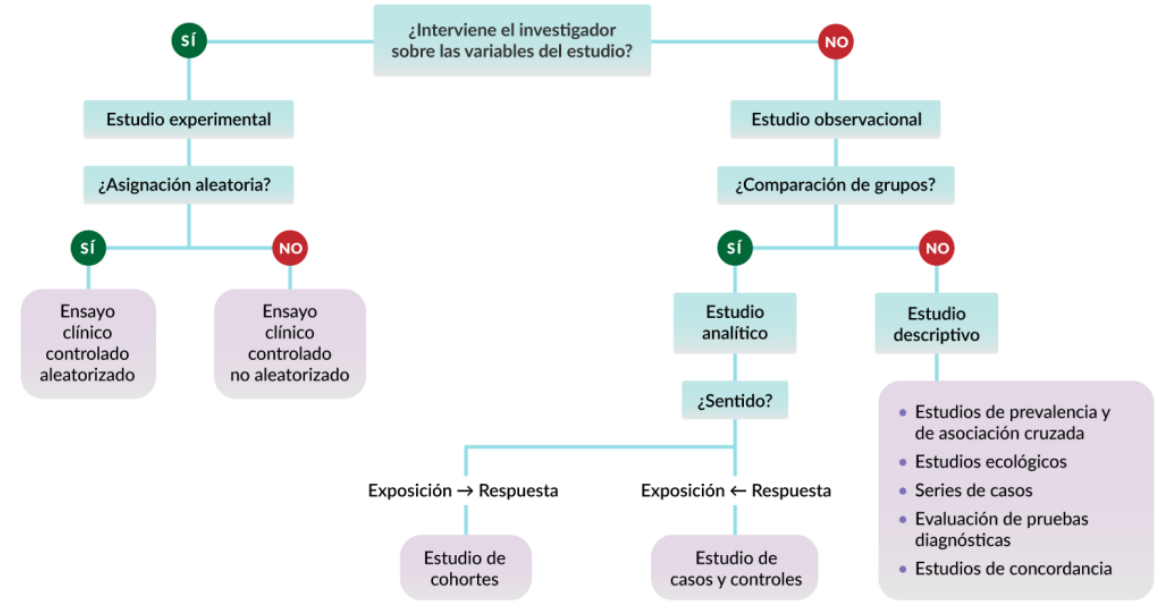 ¿Interviene el investigador
sobre las variables del estudio?
SÍ
NO
Estudio experimental
Estudio observacional
¿Asignación aleatoria?
¿Comparación de grupos?
SÍ
NO
SÍ
NO
Ensayo
clínico
controlado
aleatorizado
Ensayo
clínico
controlado
no aleatorizado
Estudio
analítico
Estudio
descriptivo
¿Sentido?
Exposición → Respuesta
Exposición ← Respuesta
Estudio de
cohortes
Estudio de
casos y controles
• Estudios de prevalencia y
de asociación cruzada
• Estudios ecológicos
• Series de casos
• Evaluación de pruebas
diagnósticas
• Estudios de concordancia